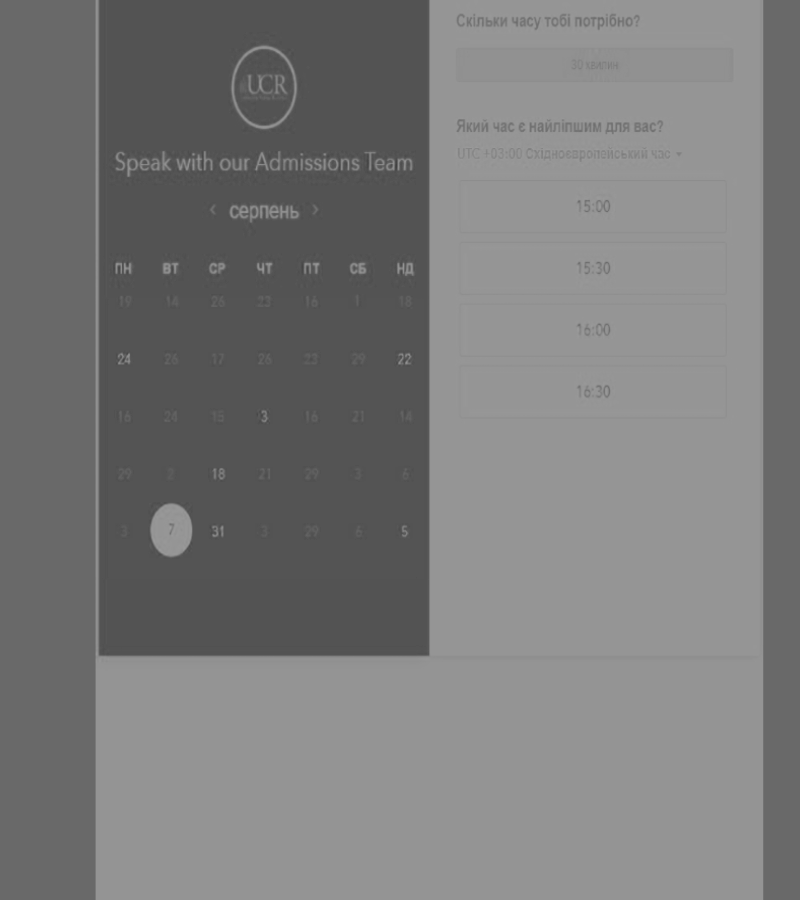 UCR
Speak with our Admissions Team
‹ серпень ›
ПН ВТ СР ЧТ ПТ СБ НД
19 14 26 22 16 1 18
24 26 17 26 23 29 22
16 24 15 3 16 21 14
29 18 21 29 3 6
3 7 31 3 29 6 5
Скільки часу тобі потрібно?
30 хвилин
Який час є найліпшим для вас?
UTC +03:00 Східноєвропейський час
15:00
15:30
16:00
16:30